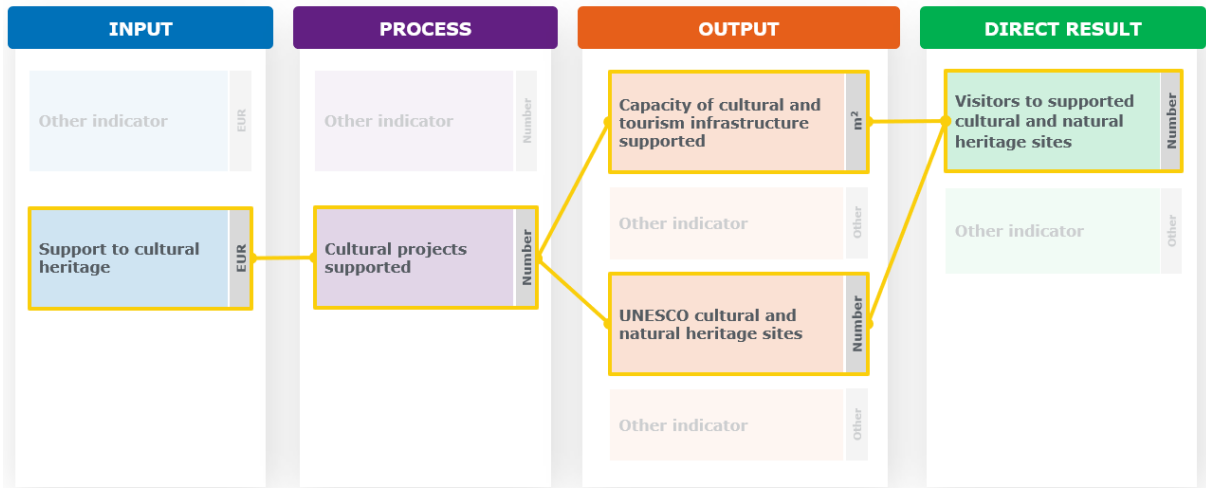 INPUT
PROCESS
OUTPUT
DIRECT RESULT
Other indicator
EUR
Support to cultural
heritage
EUR
Other indicator
Number
Cultural projects
supported
Number
Capacity of cultural and
tourism infrastructure
supported
m²
Other indicator
Other
UNESCO cultural and
natural heritage sites
Number
Other indicator
Other
Visitors to supported
cultural and natural
heritage sites
Number
Other indicator
Other